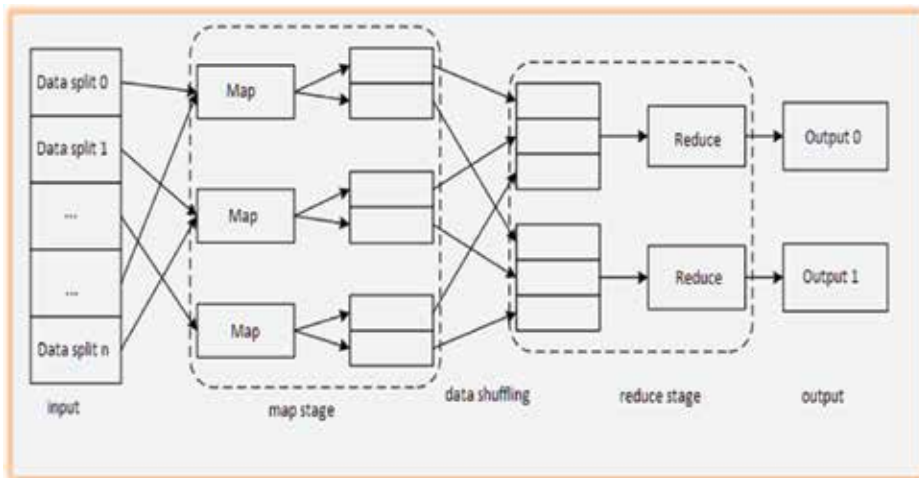 Data split 0
Data split 1
...
...
Data split n
input
Map
Map
Map
map stage
data shuffling
Reduce
Reduce
reduce stage
Output 0
Output 1
output